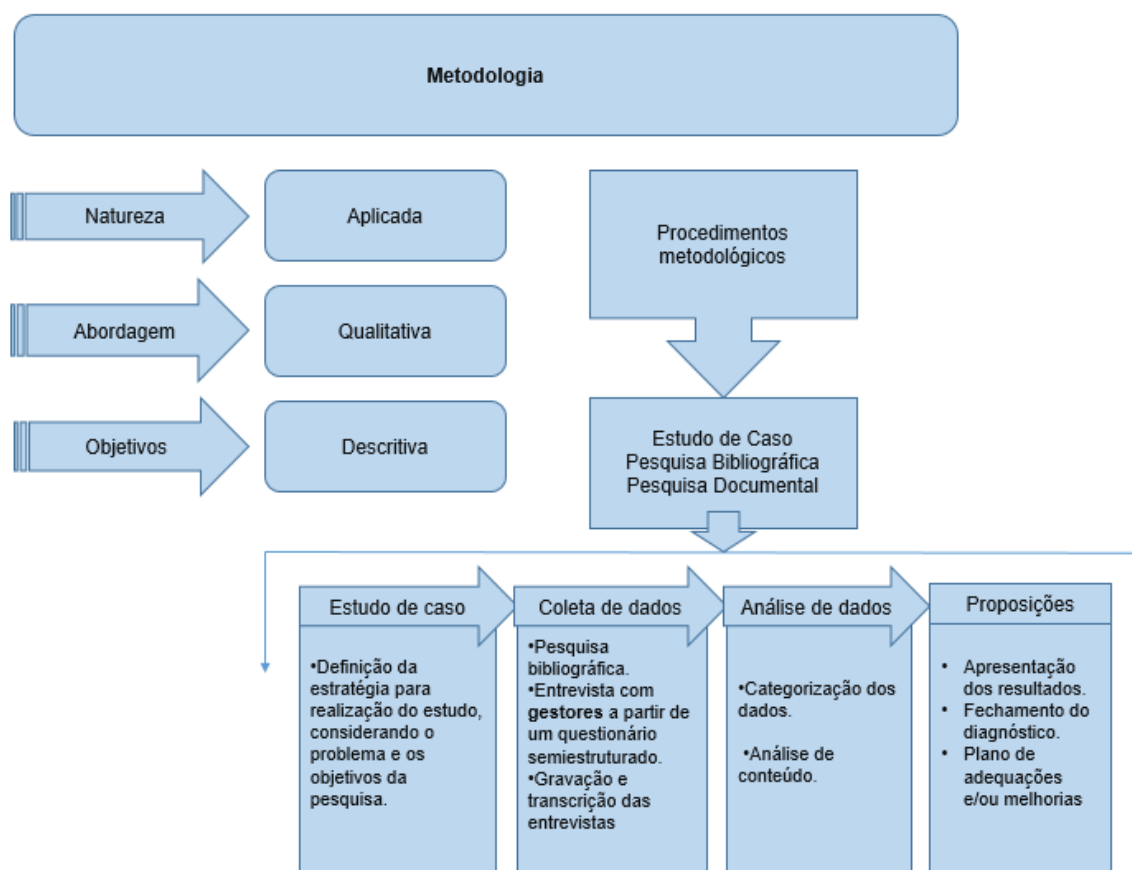 Metodologia
Natureza
Aplicada
Abordagem
Qualitativa
Objetivos
Descritiva
Procedimentos
metodológicos
Estudo de Caso
Pesquisa Bibliográfica
Pesquisa Documental
Estudo de caso
•Definição da
estratégia para
realização do estudo,
considerando o
problema e os
objetivos da
pesquisa.
Coleta de dados
•Pesquisa
bibliográfica.
•Entrevista com
gestores a partir de
um questionário
semiestruturado.
•Gravação e
transcrição das
entrevistas
Análise de dados
•Categorização dos
dados.
•Análise de
conteúdo.
Proposições
• Apresentação
dos resultados.
• Fechamento do
diagnóstico.
• Plano de
adequações
e/ou melhorias